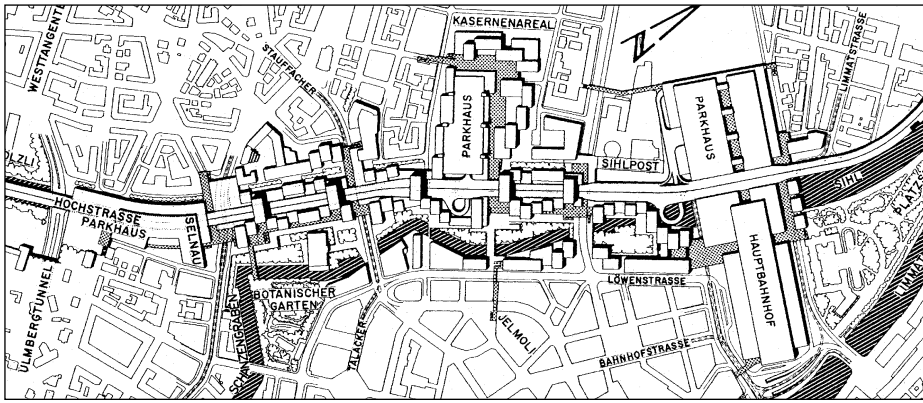 KASERNENAREAL
WESTTANGENTE
STAUFFACHER
LIMMATSTRASSE
PARKHAUS
PARKHAUS
SIHLPOST
SIHL
PLATZ
HOCHSTRASSE
PARKHAUS
SELNAU
HAUPTBAHNHOF
LÖWENSTRASSE
LIMMAT
BOTANISCHER
GARTEN
ULMBERGTUNNEL
SCHANZENGRABEN
TALACKER
JELMOLI
BAHNHOFSTRASSE